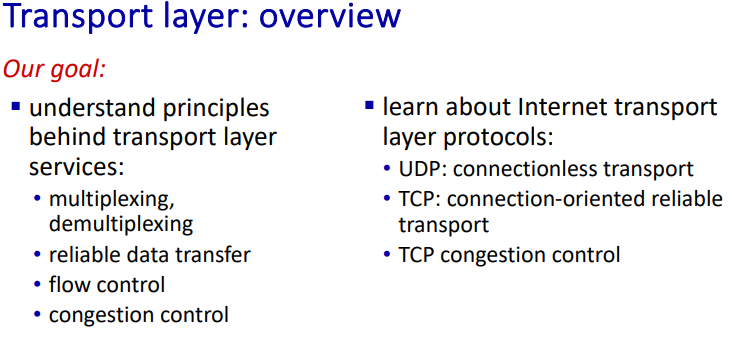 Transport layer: overview
Our goal:
▪ understand principles
behind transport layer
services:
• multiplexing,
demultiplexing
• reliable data transfer
• flow control
• congestion control
▪ learn about Internet transport
layer protocols:
• UDP: connectionless transport
• TCP: connection-oriented reliable
transport
• TCP congestion control